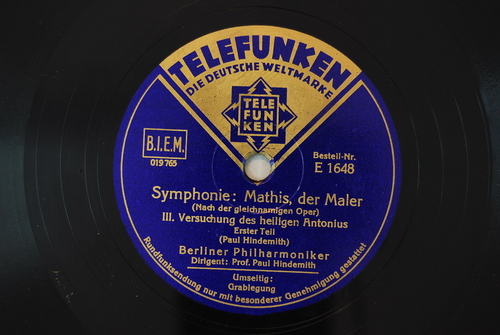 TELEFUNKEN
DIE DEUTSCHE WELTMARKE
TELE
FUN
KEN
B.I.E.M.
019765
Bestell-Nr.
E 1648
Symphonie: Mathis, der Maler
(Nach der gleichnamigen Oper)
III. Versuchung des heiligen Antonius
Erster Teil
(Paul Hindemith)
Berliner Philharmoniker
Dirigent: Prof. Paul Hindemith
Umseitig:
Grablegung
Rundfunksendung nur mit besonderer Genehmigung gestattet